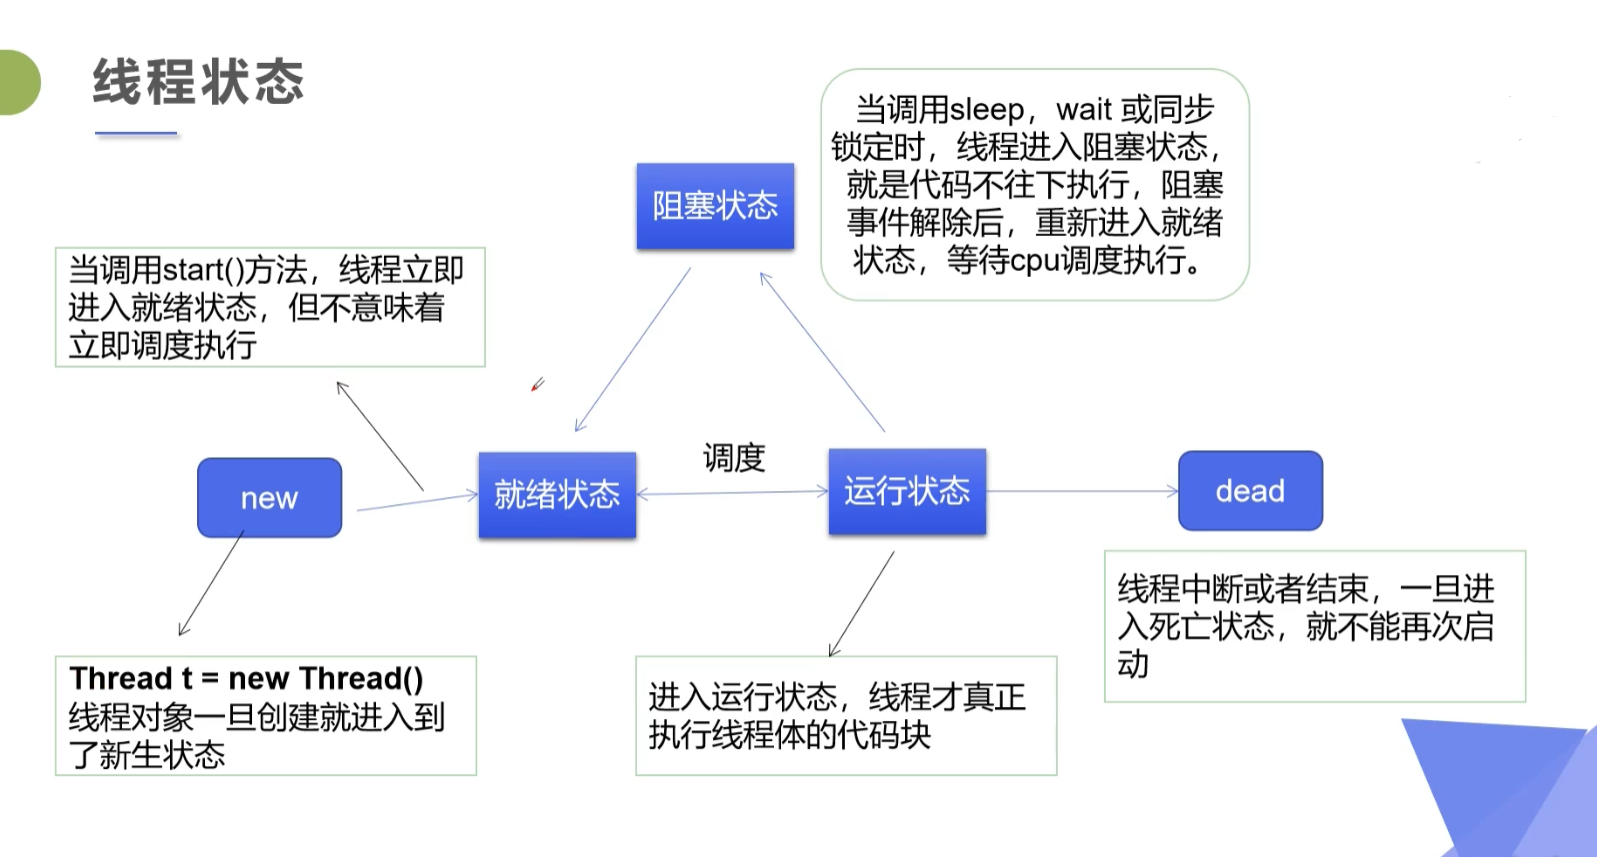 线程状态
当调用sleep，wait 或同步
锁定时，线程进入阻塞状态，
就是代码不往下执行，阻塞
事件解除后，重新进入就绪
状态，等待cpu调度执行。
阻塞状态
当调用start()方法，线程立即
进入就绪状态，但不意味着
立即调度执行
new
就绪状态
调度
运行状态
dead
Thread t = new Thread()
线程对象一旦创建就进入到
了新生状态
进入运行状态，线程才真正
执行线程体的代码块
线程中断或者结束，一旦进
入死亡状态，就不能再次启
动